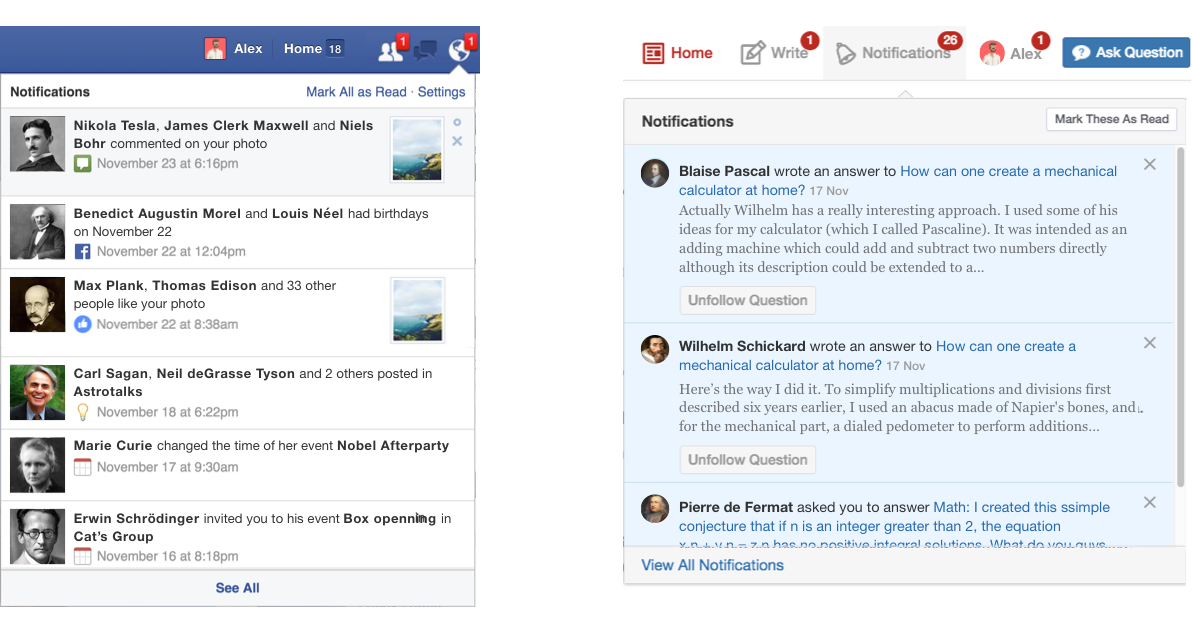 Alex Home 18 1 1
Notifications Mark All as Read · Settings
Nikola Tesla, James Clerk Maxwell and Niels
Bohr commented on your photo
November 23 at 6:16pm
Benedict Augustin Morel and Louis Néel had birthdays
on November 22
November 22 at 12:04pm
Max Plank, Thomas Edison and 33 other
people like your photo
November 22 at 8:38am
Carl Sagan, Neil deGrasse Tyson and 2 others posted in
Astrotalks
November 18 at 6:22pm
Marie Curie changed the time of her event Nobel Afterparty
November 17 at 9:30am
Erwin Schrödinger invited you to his event Box openning in
Cat's Group
November 16 at 8:18pm
See All
Home Write 1 Notifications 26 Alex 1 Ask Question
Notifications Mark These As Read
Blaise Pascal wrote an answer to How can one create a mechanical
calculator at home? 17 Nov
Actually Wilhelm has a really interesting approach. I used some of his
ideas for my calculator (which I called Pascaline). It was intended as an
adding machine which could add and subtract two numbers directly
although its description could be extended to a...
Unfollow Question
Wilhelm Schickard wrote an answer to How can one create a
mechanical calculator at home? 17 Nov
Here's the way I did it. To simplify multiplications and divisions first
described six years earlier, I used an abacus made of Napier's bones, and
for the mechanical part, a dialed pedometer to perform additions...
Unfollow Question
Pierre de Fermat asked you to answer Math: I created this ssimple
conjecture that if n is an integer greater than 2, the equation
x n + y n = z n has no positive integral solutions. What do you guys...
View All Notifications